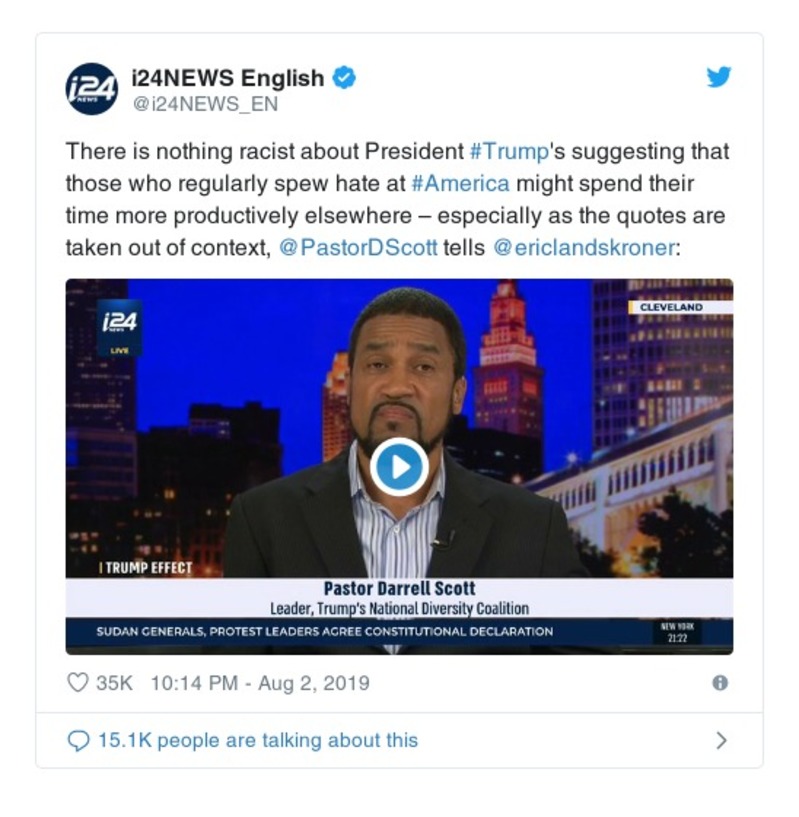 i24
NEWS
i24NEWS English
@i24NEWS_EN
There is nothing racist about President #Trump's suggesting that
those who regularly spew hate at #America might spend their
time more productively elsewhere – especially as the quotes are
taken out of context, @PastorDScott tells @ericlandskroner:
i24
NEWS
LIVE
CLEVELAND
TRUMP EFFECT
Pastor Darrell Scott
Leader, Trump's National Diversity Coalition
SUDAN GENERALS, PROTEST LEADERS AGREE CONSTITUTIONAL DECLARATION
NEW YORK
21:22
35K 10:14 PM - Aug 2, 2019
15.1K people are talking about this